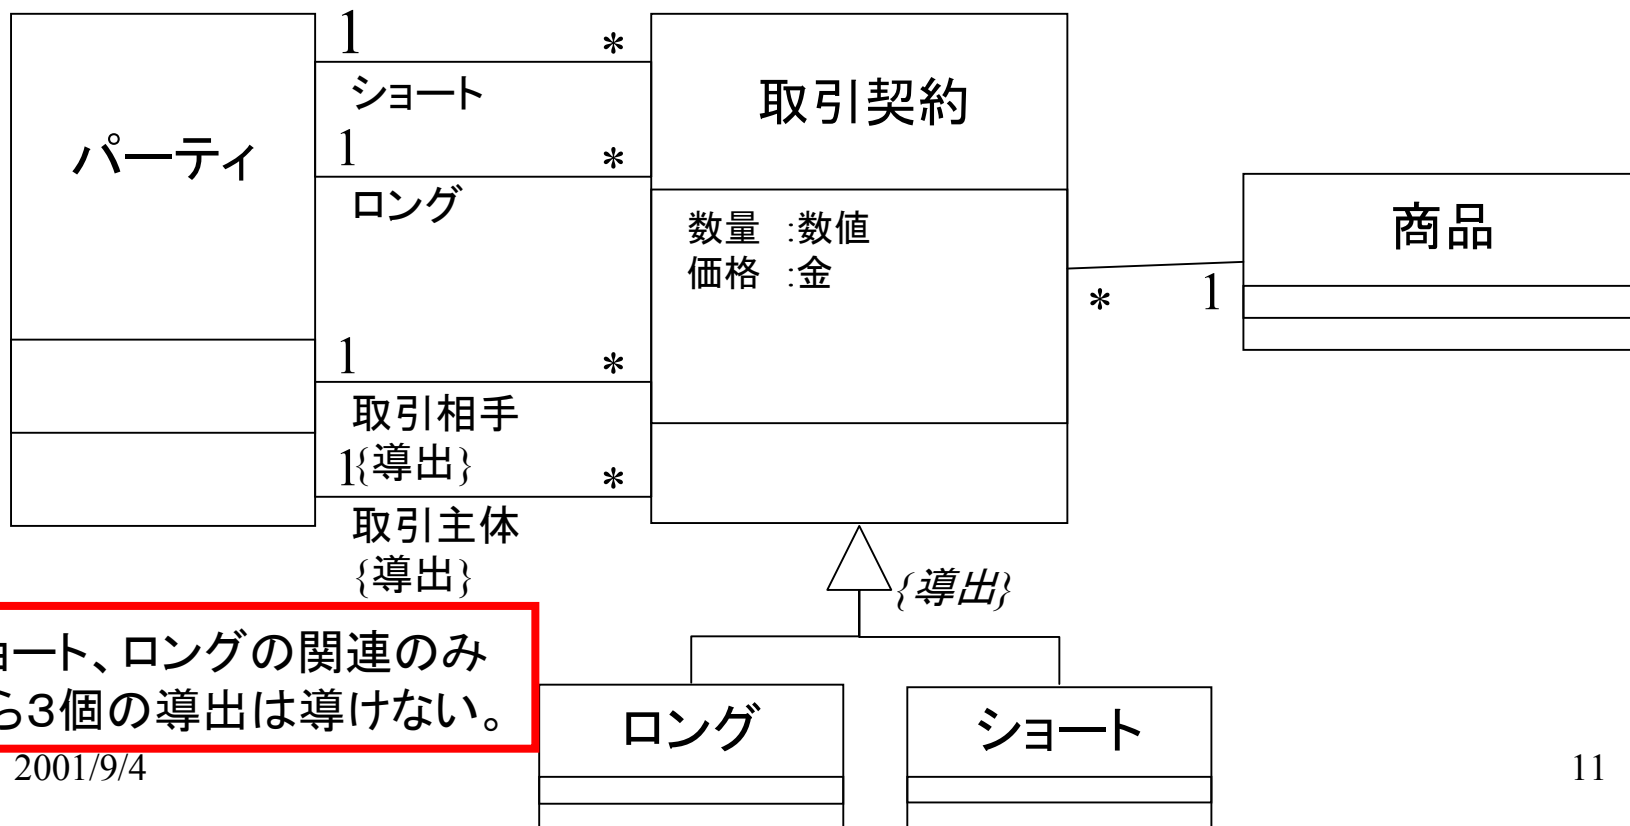 パーティ
1 *
ショート
1 *
ロング
1 *
取引相手
{導出}
1 *
取引主体
{導出}
取引契約
数量 :数値
価格 :金
* 1
商品
{導出}
ロング
ショート
ョート、ロングの関連のみ
ら3個の導出は導けない。
2001/9/4
11